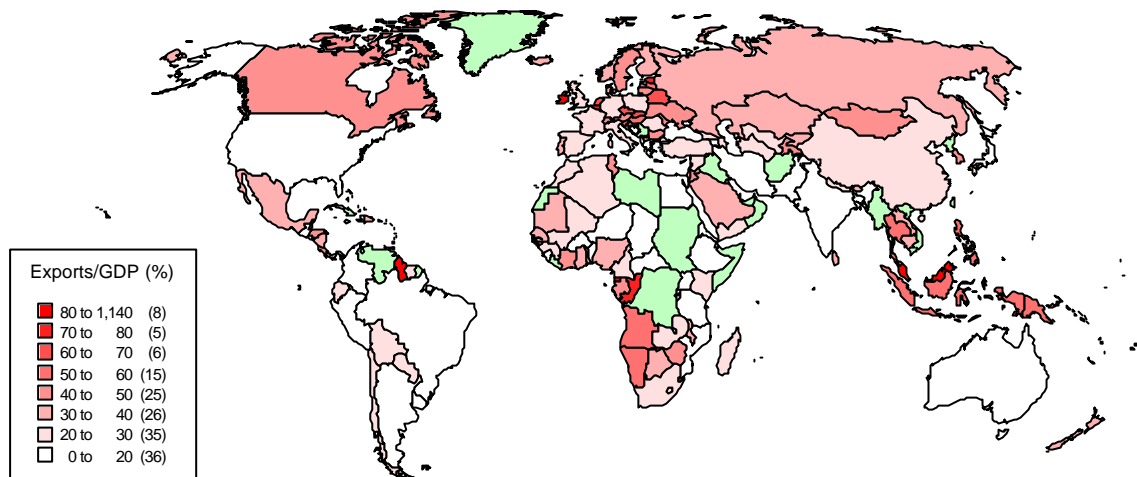 Exports/GDP (%)
80 to 1,140 (8)
70 to 80 (5)
60 to 70 (6)
50 to 60 (15)
40 to 50 (25)
30 to 40 (26)
20 to 30 (35)
0 to 20 (36)